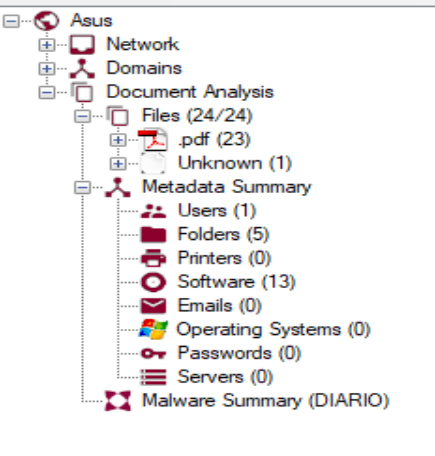 Asus
Network
Domains
Document Analysis
Files (24/24)
.pdf (23)
Unknown (1)
Metadata Summary
Users (1)
Folders (5)
Printers (0)
Software (13)
Emails (0)
Operating Systems (0)
Passwords (0)
Servers (0)
Malware Summary (DIARIO)